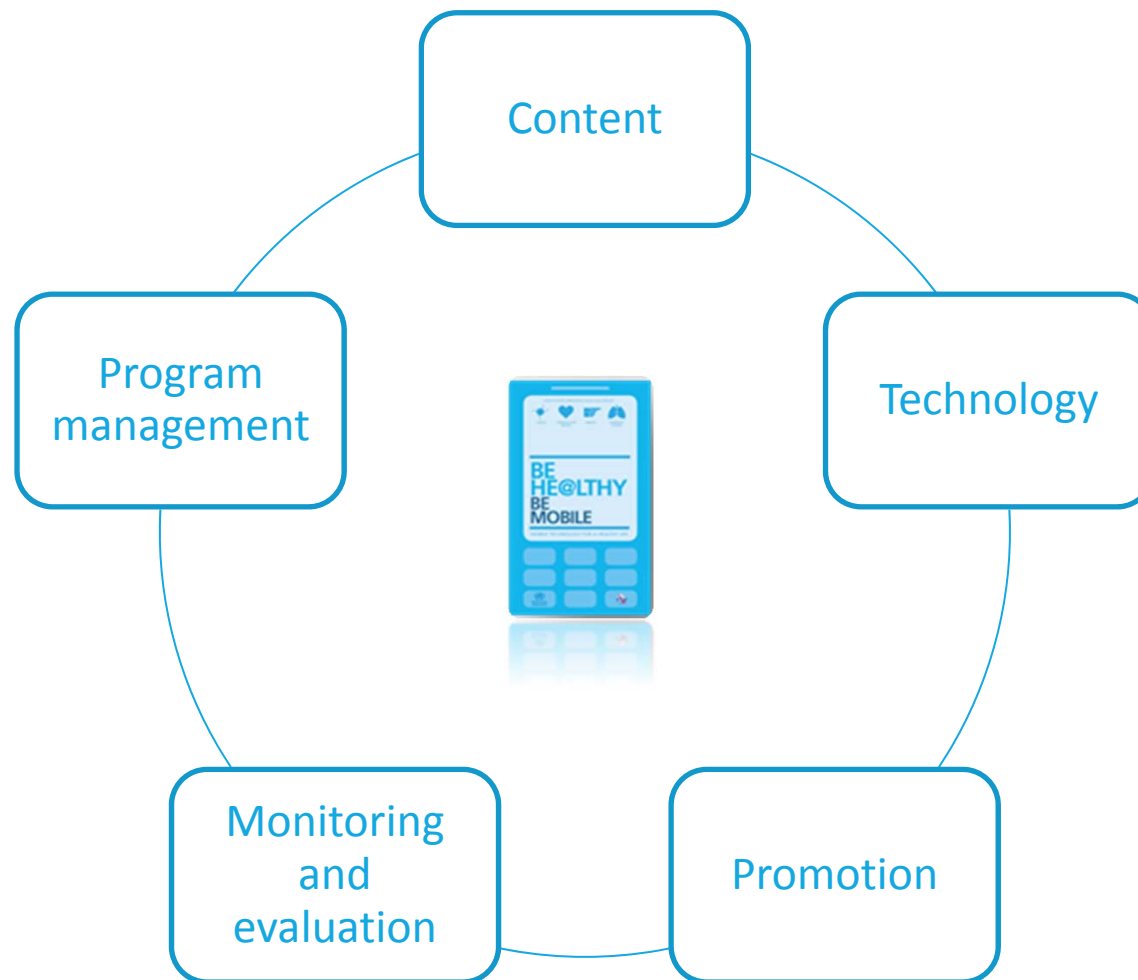 Content
Program
management
Technology
BE
HE@LTHY
BE
MOBILE
Monitoring
and
evaluation
Promotion